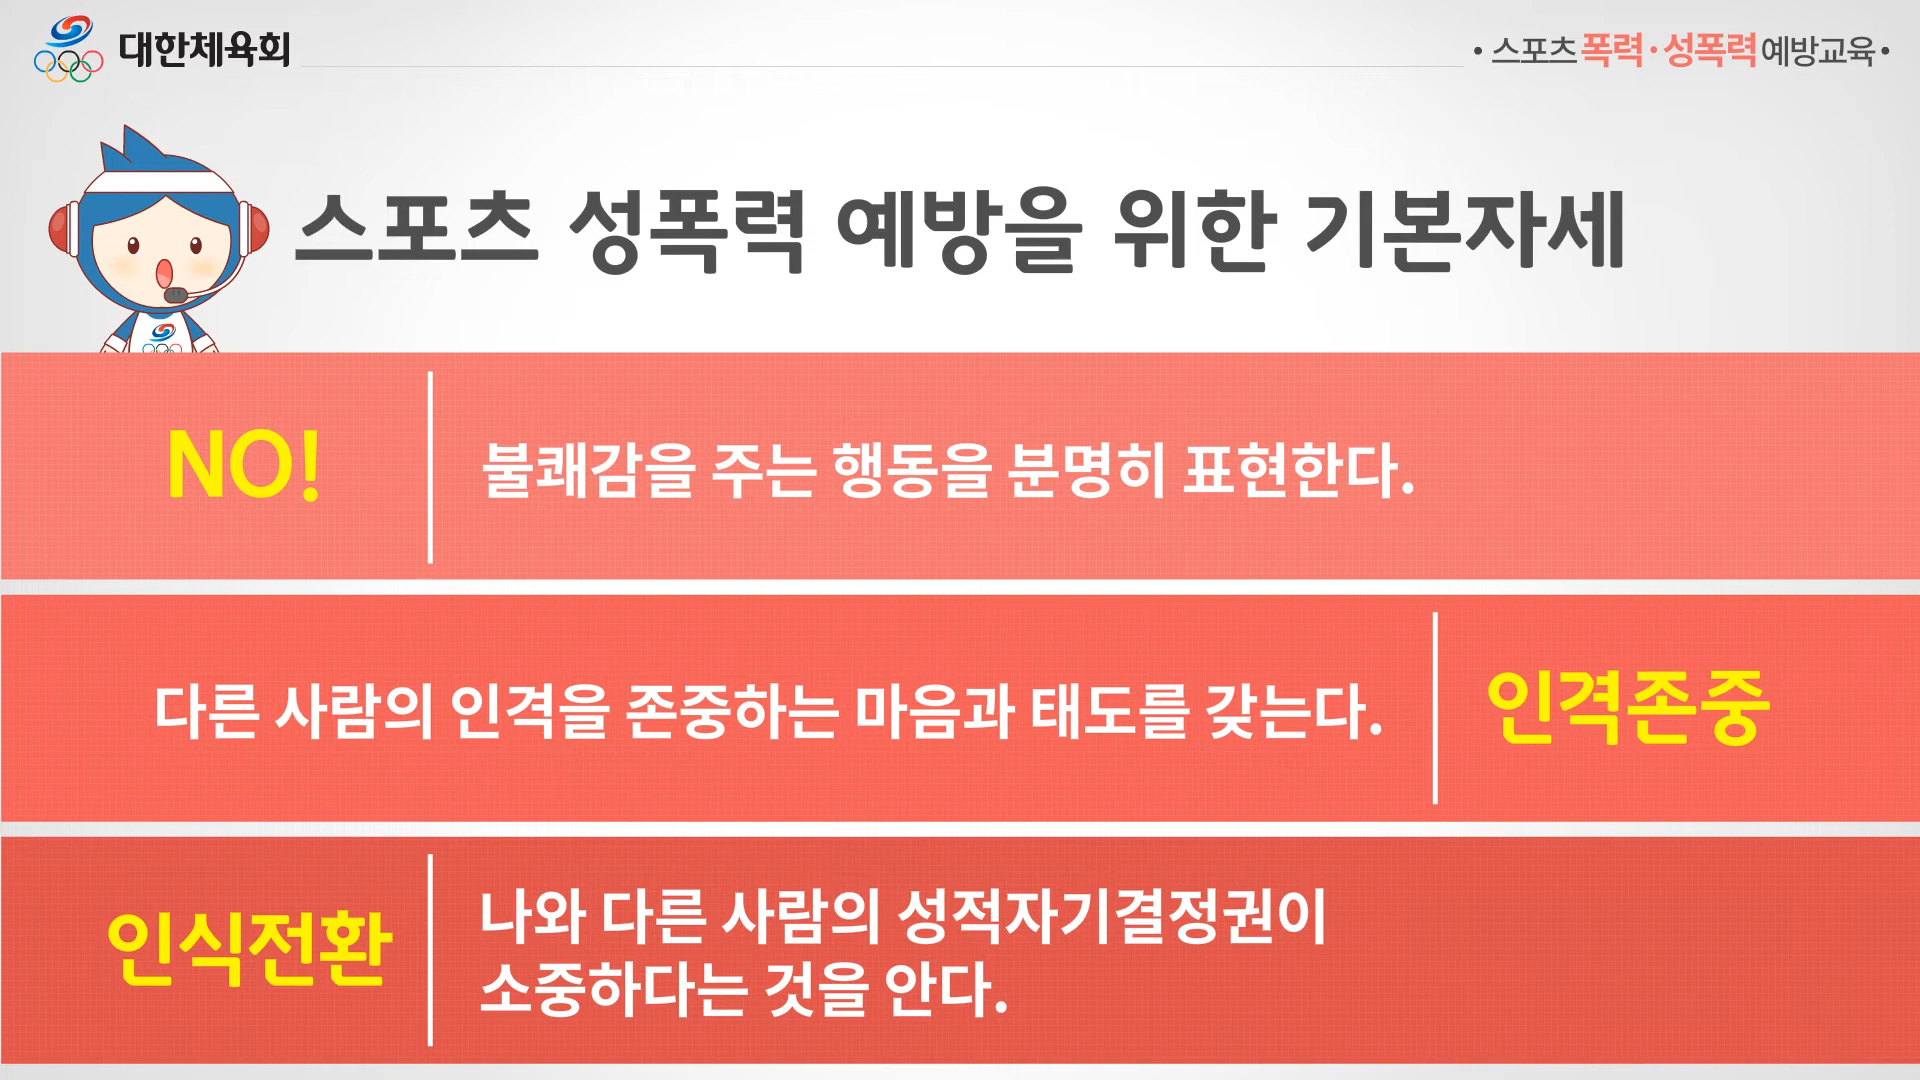 대한체육회
• 스포츠 폭력·성폭력 예방교육 •
스포츠 성폭력 예방을 위한 기본자세
NO!
불쾌감을 주는 행동을 분명히 표현한다.
다른 사람의 인격을 존중하는 마음과 태도를 갖는다.
인격존중
인식전환
나와 다른 사람의 성적자기결정권이
소중하다는 것을 안다.